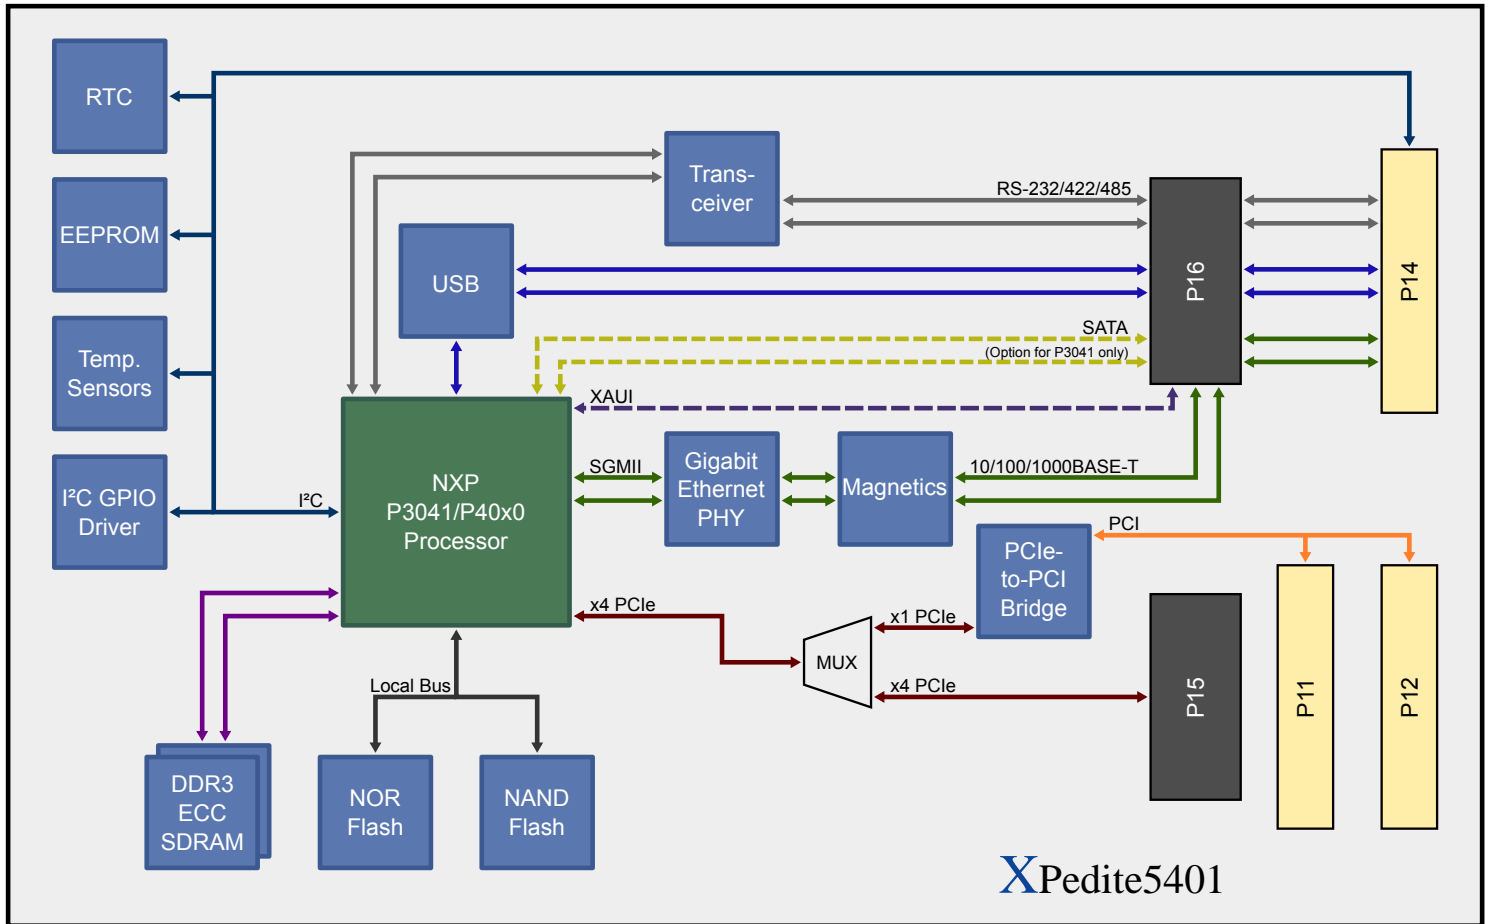 RTC
Trans-
ceiver
RS-232/422/485
P16
P14
EEPROM
USB
SATA
(Option for P3041 only)
Temp.
Sensors
XAUI
NXP
P3041/P40x0
Processor
SGMII
Gigabit
Ethernet
PHY
Magnetics
10/100/1000BASE-T
I²C GPIO
Driver
I²C
PCIe-
to-PCI
Bridge
PCI
x4 PCIe
x1 PCIe
MUX
x4 PCIe
P15
P11
P12
Local Bus
DDR3
ECC
SDRAM
NOR
Flash
NAND
Flash
XPedite5401